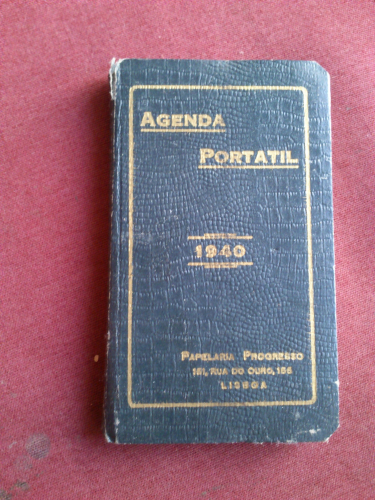 AGENDA
PORTATIL
1940
PAPELARIA PROGRESSO
151, RUA DO OURO, 155
LISBOA